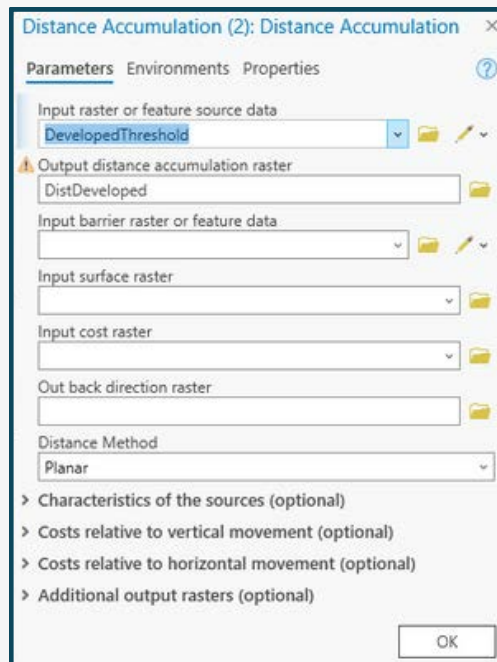 Distance Accumulation (2): Distance Accumulation
Parameters Environments Properties
Input raster or feature source data
DevelopedThreshold
Output distance accumulation raster
DistDeveloped
Input barrier raster or feature data
Input surface raster
Input cost raster
Out back direction raster
Distance Method
Planar
Characteristics of the sources (optional)
Costs relative to vertical movement (optional)
Costs relative to horizontal movement (optional)
Additional output rasters (optional)
OK